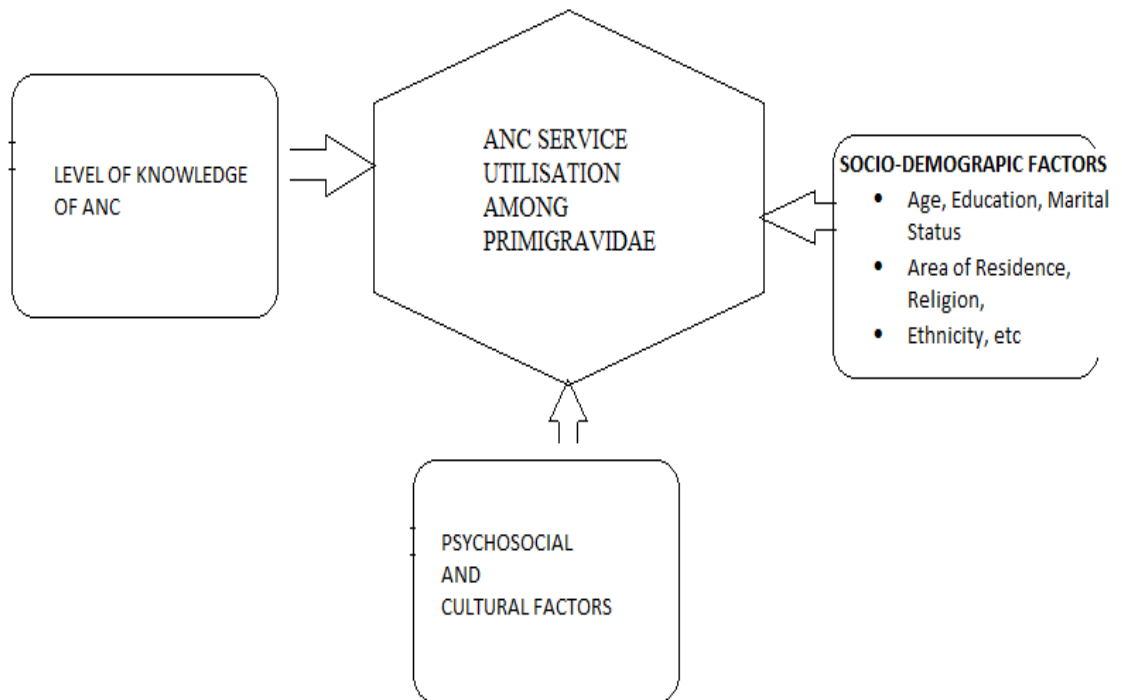 LEVEL OF KNOWLEDGE
OF ANC
ANC SERVICE
UTILISATION
AMONG
PRIMIGRAVIDAE
SOCIO-DEMOGRAPIC FACTORS
• Age, Education, Marital
Status
• Area of Residence,
Religion,
• Ethnicity, etc
PSYCHOSOCIAL
AND
CULTURAL FACTORS